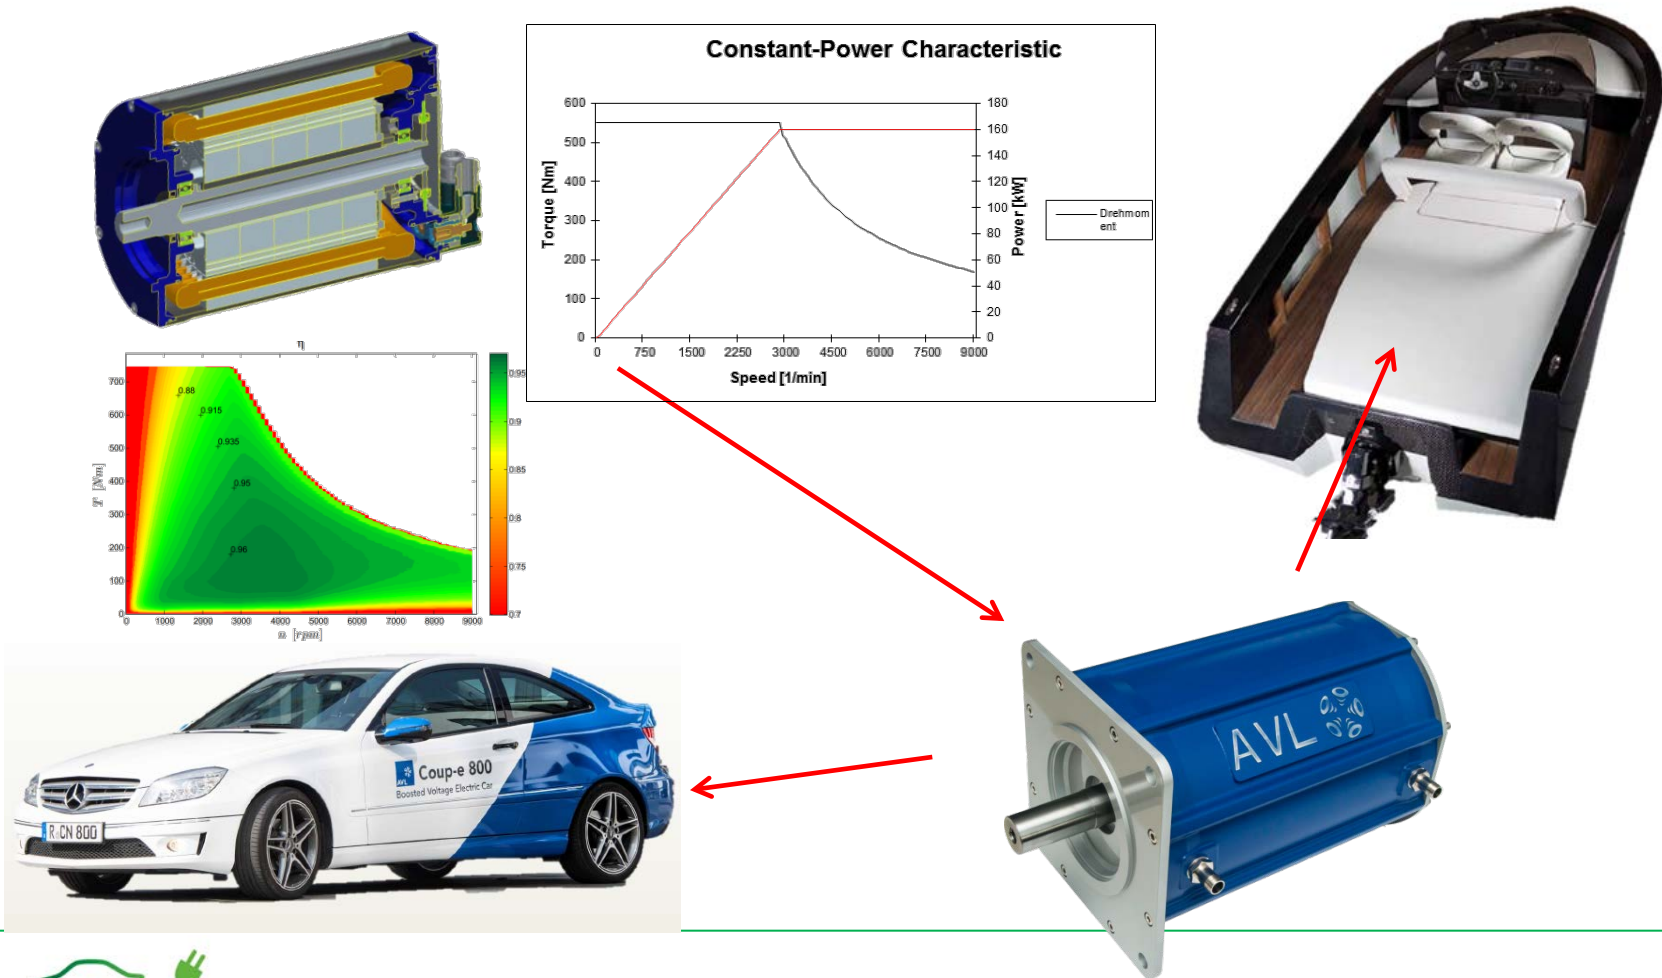 Constant-Power Characteristic
600
500
400
300
200
100
0
Torque [Nm]
180
160
140
120
100
80
60
40
20
0
Power [kW]
0 750 1500 2250 3000 4500 6000 7500 9000
Speed [1/min]
Drehmom
ent
η
700
600
500
400
300
200
100
0
T [Nm]
0.88
0.915
0.935
0.95
0.96
0.95
0.9
0.85
0.8
0.75
0.7
0 1000 2000 3000 4000 5000 6000 7000 8000 9000
n [rpm]
AVL
Coup-e 800
AVL
Boosted Voltage Electric Car
R CN 800